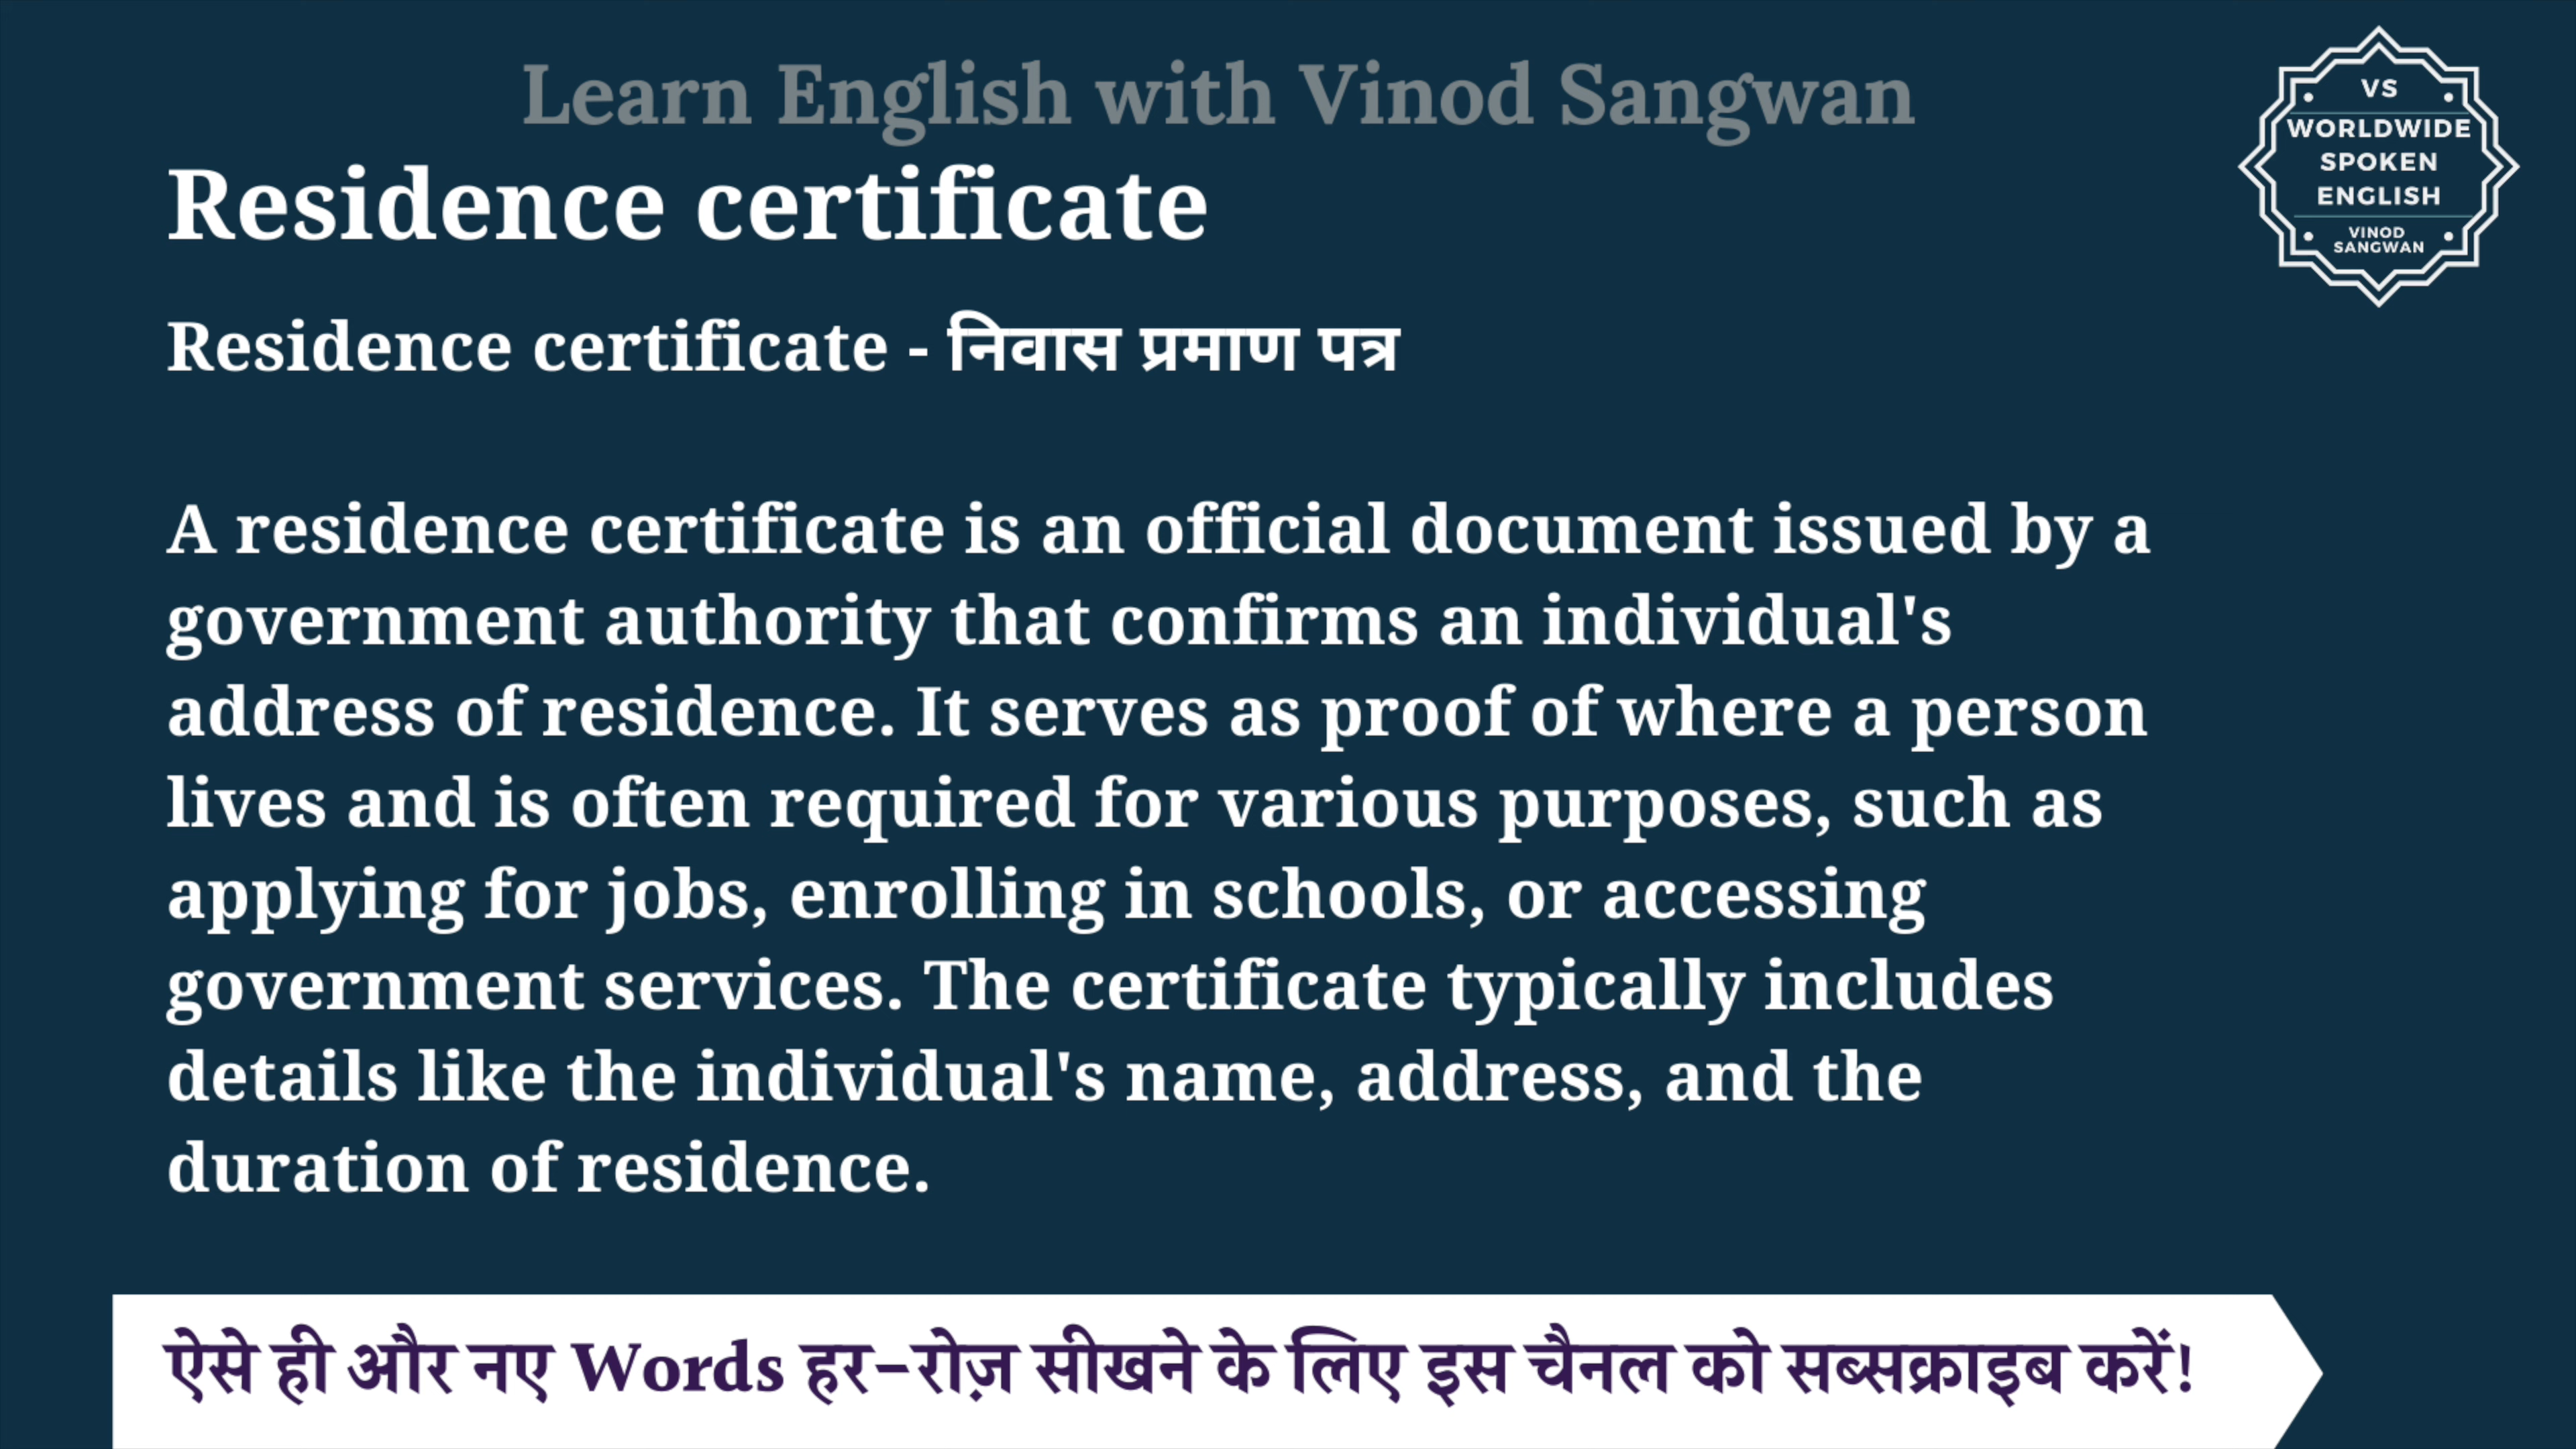 Learn English with Vinod Sangwan
VS
WORLDWIDE
SPOKEN
ENGLISH
VINOD
SANGWAN
Residence certificate
Residence certificate - निवास प्रमाण पत्र
A residence certificate is an official document issued by a
government authority that confirms an individual's
address of residence. It serves as proof of where a person
lives and is often required for various purposes, such as
applying for jobs, enrolling in schools, or accessing
government services. The certificate typically includes
details like the individual's name, address, and the
duration of residence.
ऐसे ही और नए Words हर-रोज़ सीखने के लिए इस चैनल को सब्सक्राइब करें!